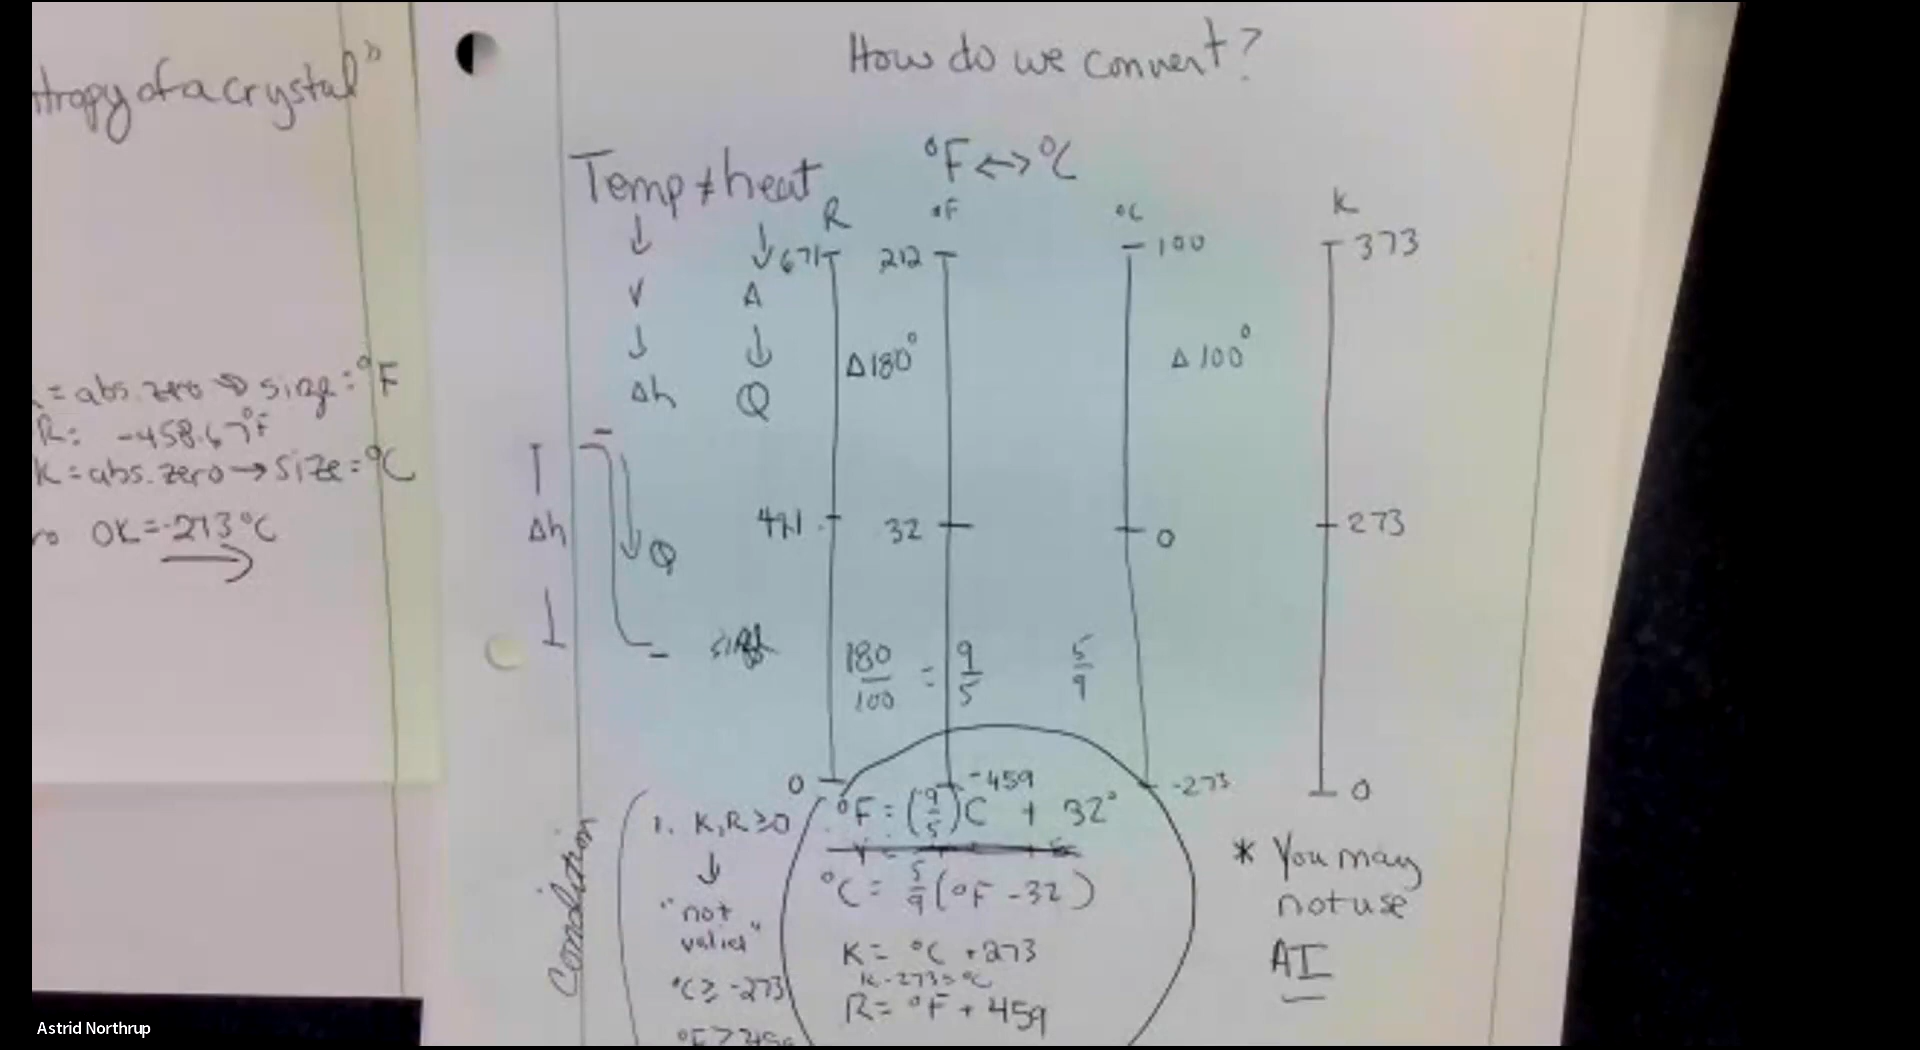 of a crystal"
= abs. zero → size = °F
R: -458.67°F
K = abs. zero → size = °C
0K = -273°C
How do we convert?
°F ↔ °C
Temp ≠ heat
R
°F
°C
K
671
212
100
373
V
Δ
Δ180°
Δ100°
Δh
Q
491
32
0
273
Δh
Q
180/100 = 9/5
5/9
0
-459
-273
0
°F = (9/5)C + 32°
°C = 5/9(°F - 32)
K = °C + 273
K - 273 = °C
R = °F + 459
Condition
1. K, R ≥ 0
"not
valid"
°C ≥ -273
* You may
not use
AI
Astrid Northrup